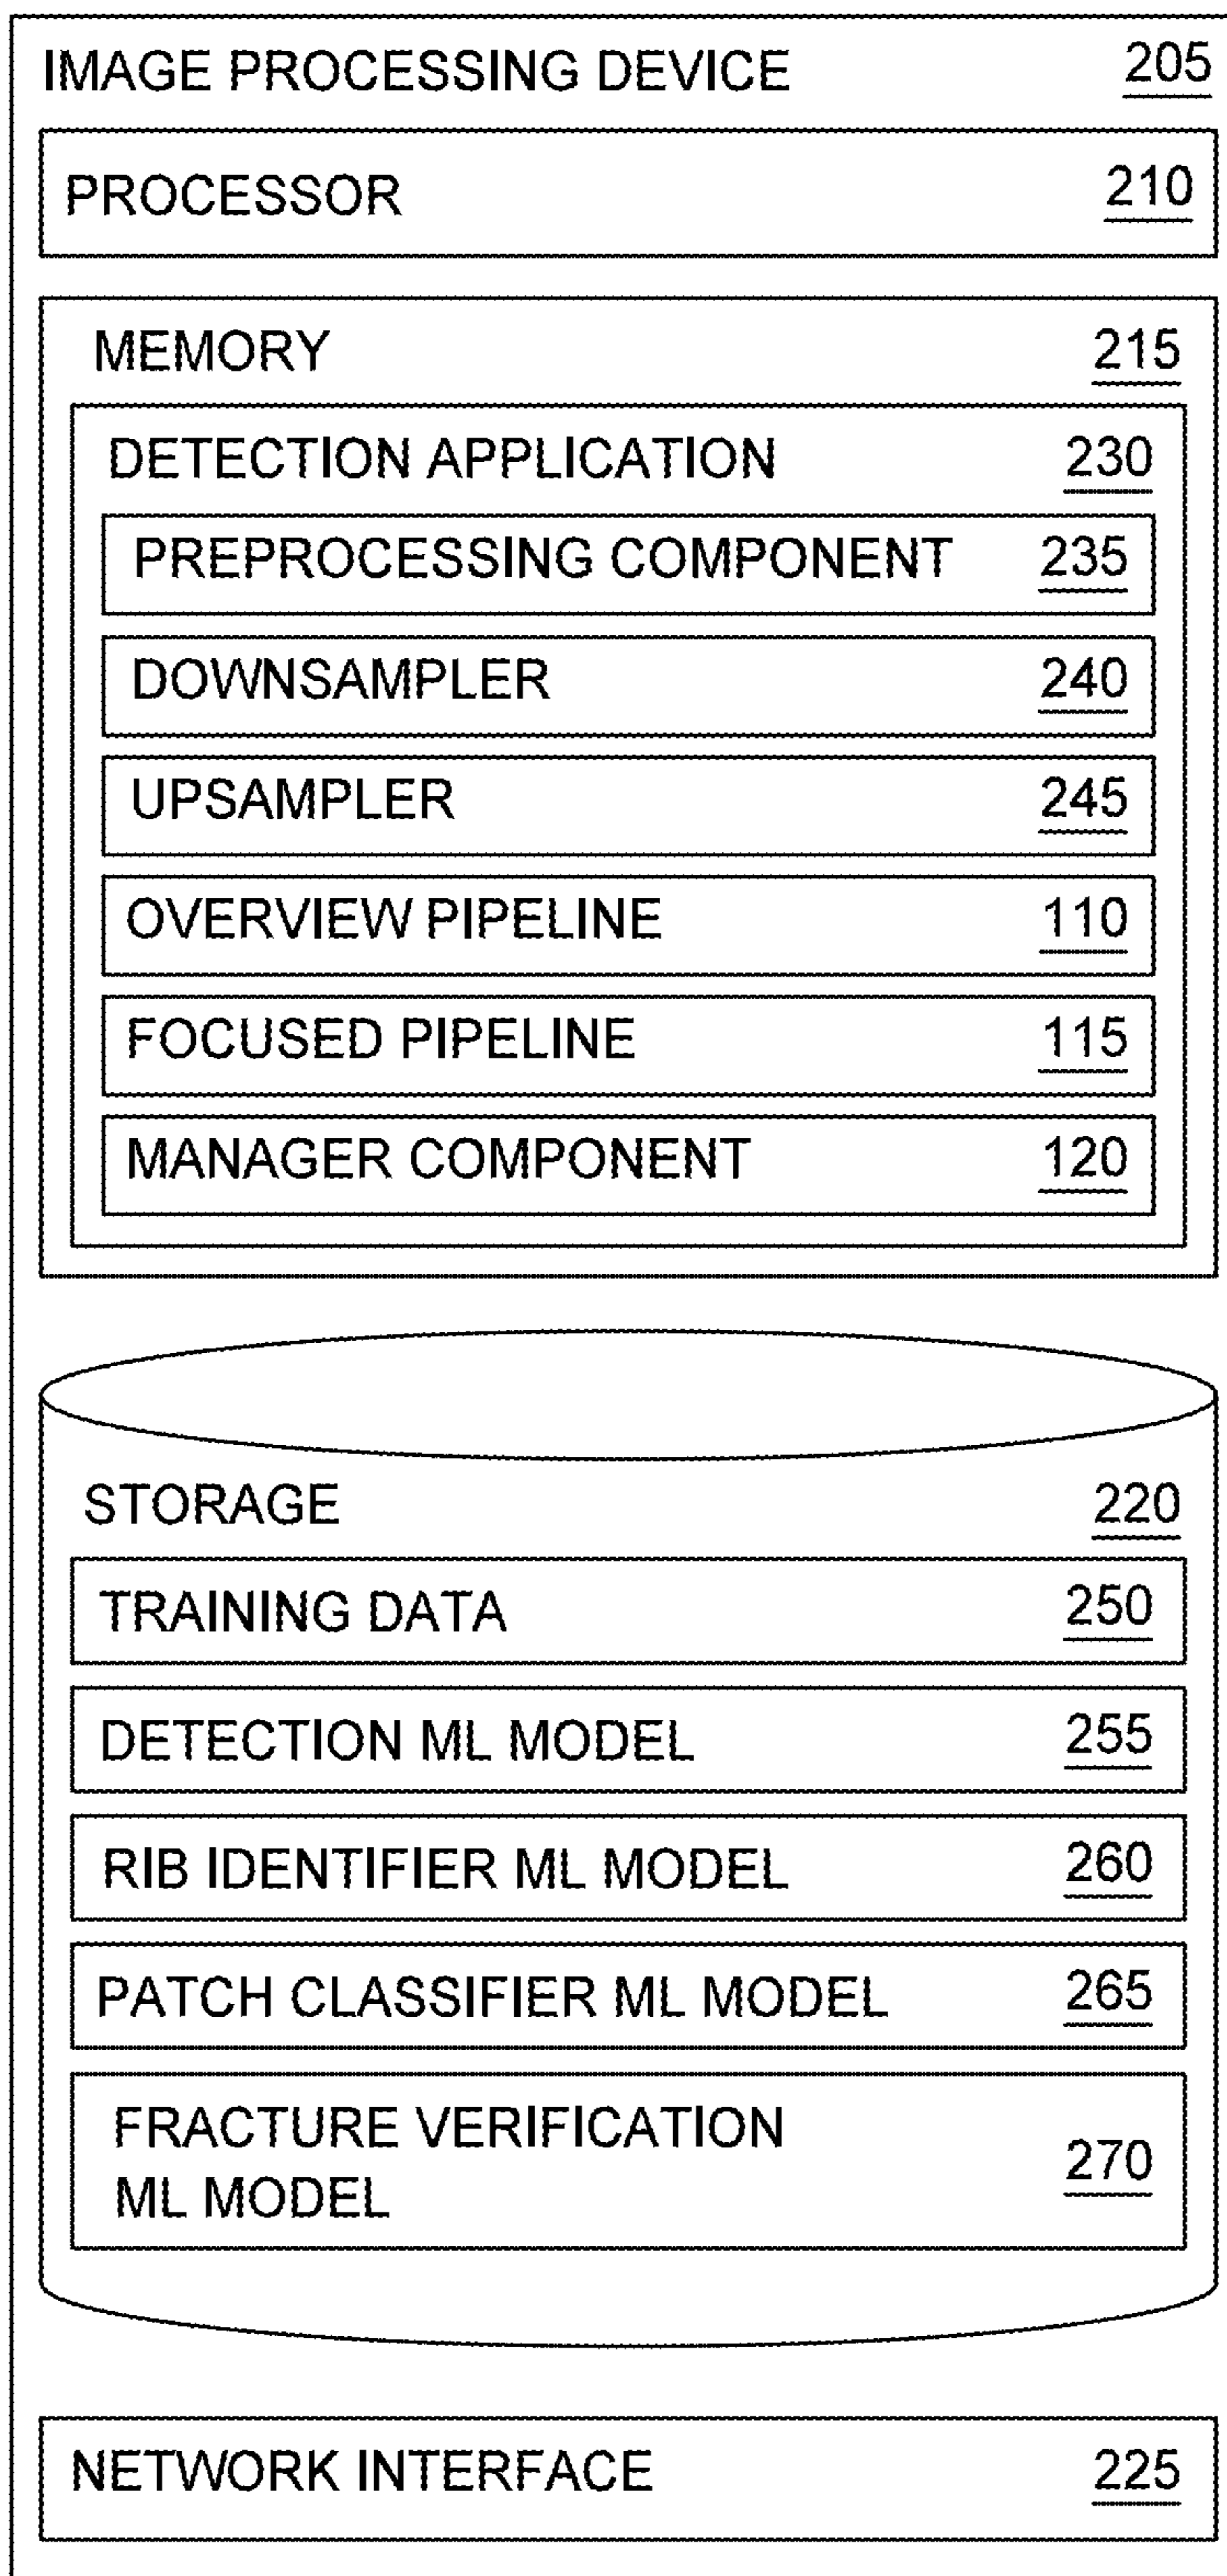 IMAGE PROCESSING DEVICE 205
PROCESSOR 210
MEMORY 215
DETECTION APPLICATION 230
PREPROCESSING COMPONENT 235
DOWNSAMPLER 240
UPSAMPLER 245
OVERVIEW PIPELINE 110
FOCUSED PIPELINE 115
MANAGER COMPONENT 120
STORAGE 220
TRAINING DATA 250
DETECTION ML MODEL 255
RIB IDENTIFIER ML MODEL 260
PATCH CLASSIFIER ML MODEL 265
FRACTURE VERIFICATION
ML MODEL 270
NETWORK INTERFACE 225